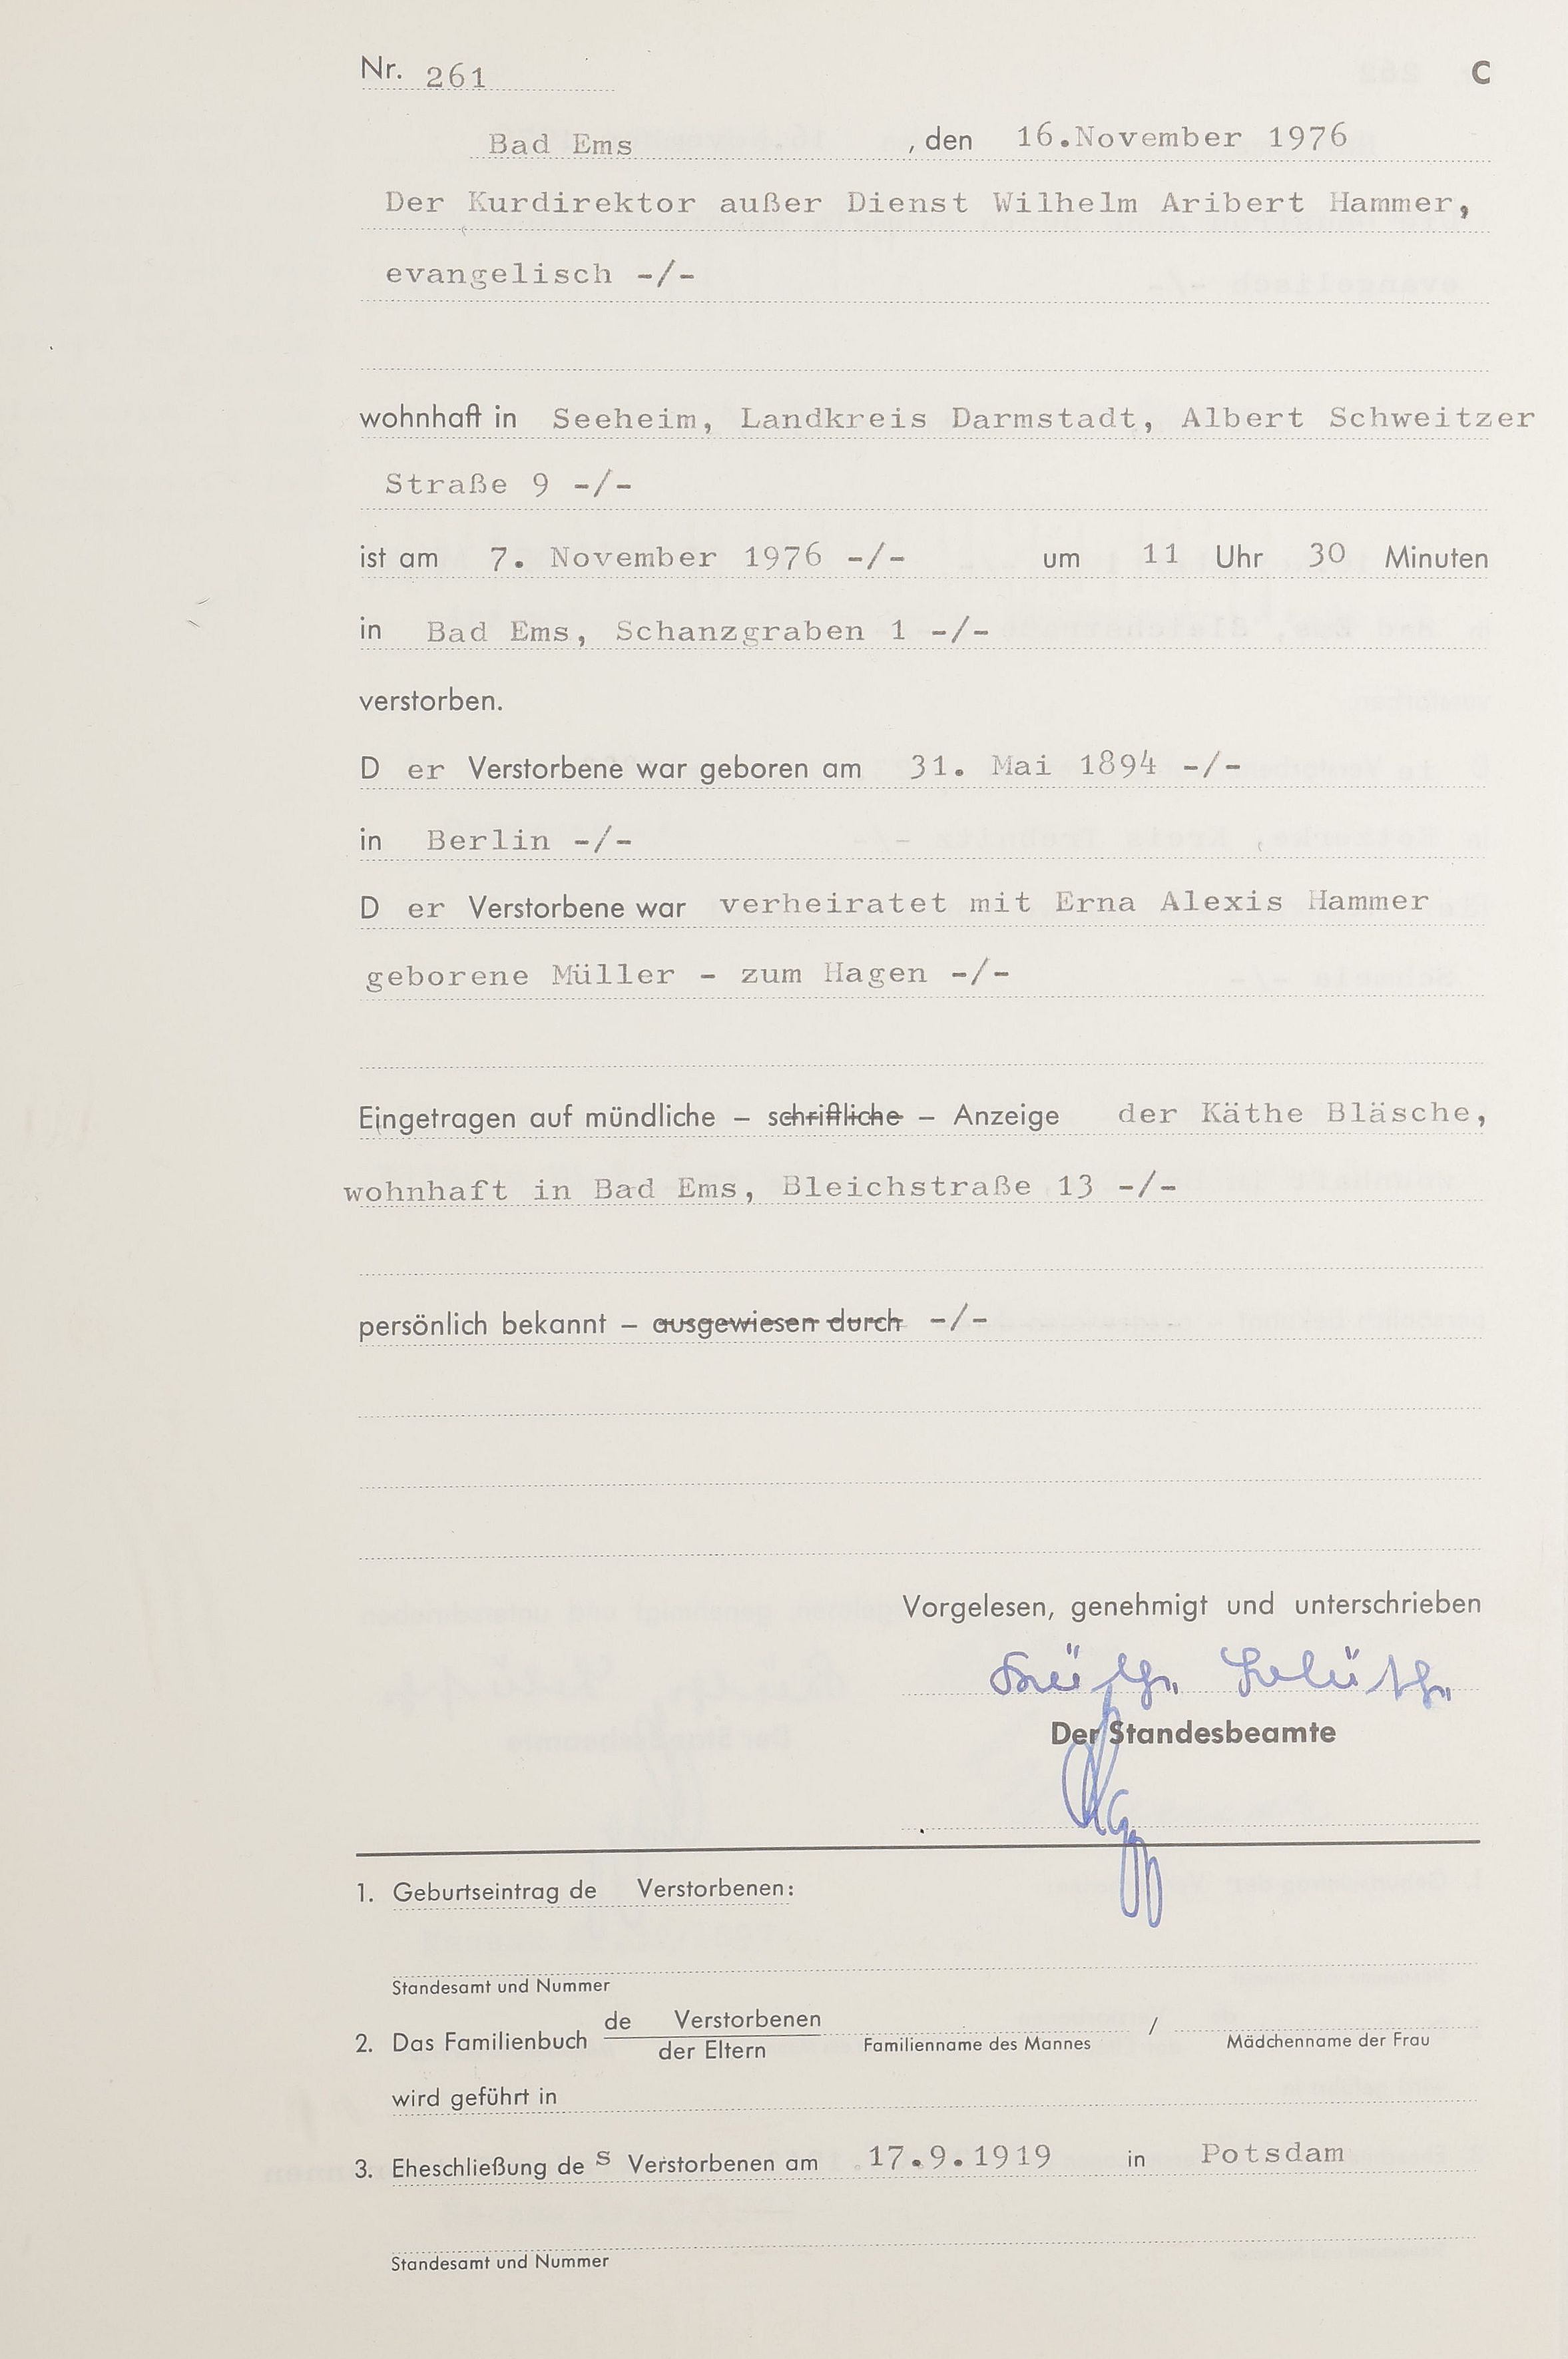 Nr. 261 C
Bad Ems , den 16.November 1976
Der Kurdirektor außer Dienst Wilhelm Aribert Hammer,
evangelisch -/-
wohnhaft in Seeheim, Landkreis Darmstadt, Albert Schweitzer
Straße 9 -/-
ist am 7. November 1976 -/- um 11 Uhr 30 Minuten
in Bad Ems, Schanzgraben 1 -/-
verstorben.
D er Verstorbene war geboren am 31. Mai 1894 -/-
in Berlin -/-
D er Verstorbene war verheiratet mit Erna Alexis Hammer
geborene Müller - zum Hagen -/-
Eingetragen auf mündliche – schriftliche – Anzeige der Käthe Bläsche,
wohnhaft in Bad Ems, Bleichstraße 13 -/-
persönlich bekannt – ausgewiesen durch -/-
Vorgelesen, genehmigt und unterschrieben
Der Standesbeamte
1. Geburtseintrag de Verstorbenen:
Standesamt und Nummer
2. Das Familienbuch de Verstorbenen / 
der Eltern Familienname des Mannes Mädchenname der Frau
wird geführt in
3. Eheschließung de s Verstorbenen am 17.9.1919 in Potsdam
Standesamt und Nummer